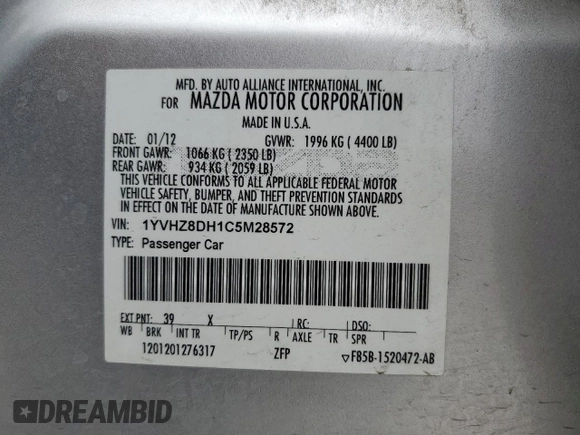 MFD. BY AUTO ALLIANCE INTERNATIONAL, INC.
FOR MAZDA MOTOR CORPORATION
MADE IN U.S.A.
DATE: 01/12 GVWR: 1996 KG ( 4400 LB)
FRONT GAWR: 1066 KG ( 2350 LB)
REAR GAWR: 934 KG ( 2059 LB)
THIS VEHICLE CONFORMS TO ALL APPLICABLE FEDERAL MOTOR
VEHICLE SAFETY, BUMPER, AND THEFT PREVENTION STANDARDS
IN EFFECT ON THE DATE OF MANUFACTURE SHOWN ABOVE.
VIN: 1YVHZ8DH1C5M28572
TYPE: Passenger Car
EXT PNT: 39 X RC: DSO:
WB BRK INT TR TP/PS R AXLE TR SPR
1201201276317 ZFP ▽FB5B-1520472-AB
DREAMBID